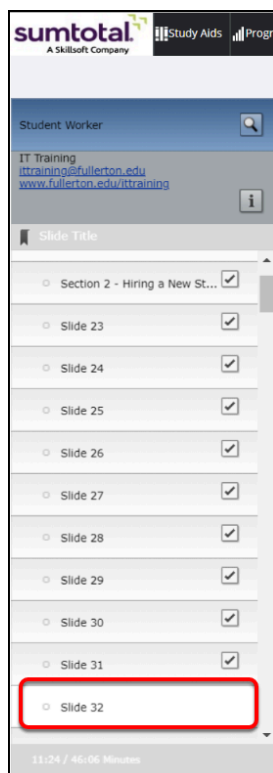 sumtotal.
A Skillsoft Company
Study Aids
Progr
Student Worker
IT Training
ittraining@fullerton.edu
www.fullerton.edu/ittraining
i
Slide Title
Section 2 - Hiring a New St...
Slide 23
Slide 24
Slide 25
Slide 26
Slide 27
Slide 28
Slide 29
Slide 30
Slide 31
Slide 32
11:24 / 46:06 Minutes